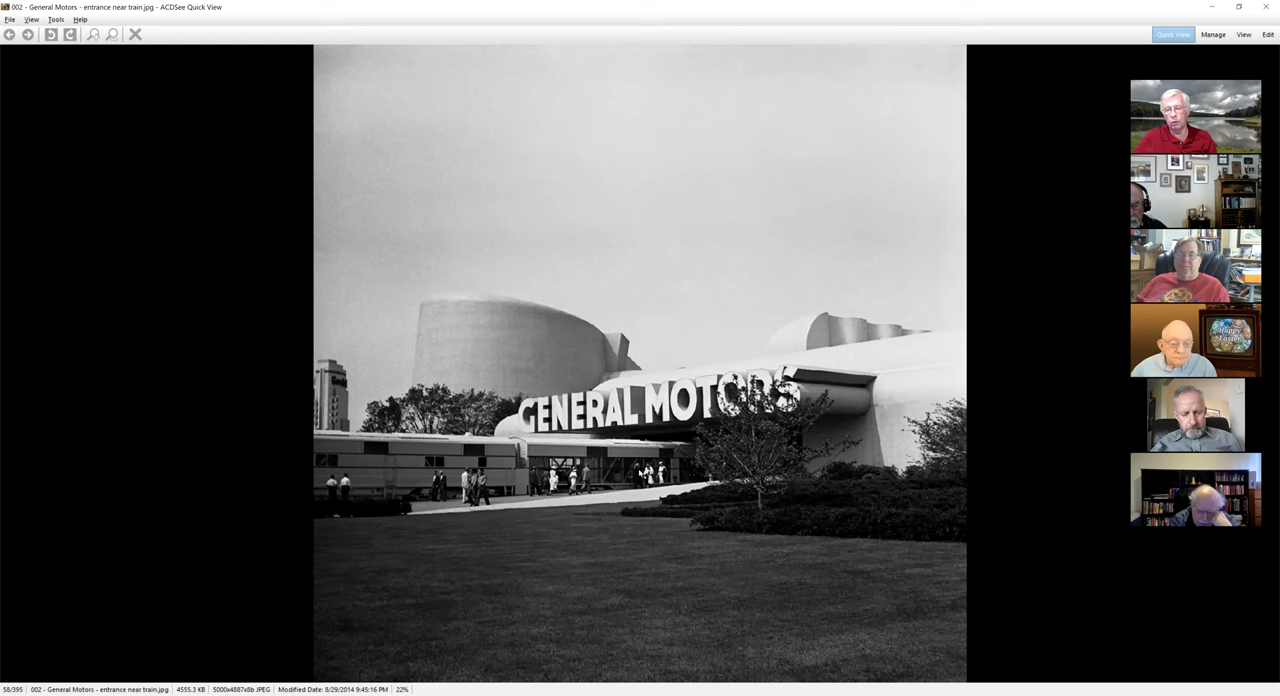 002 - General Motors - entrance near train.jpg - ACDSee Quick View
File View Tools Help
Quick View Manage View Edit
GENERAL MOTORS
Happy
Easter
58/395 002 - General Motors - entrance near train.jpg 4555.3 KB 5000x4887x8b JPEG Modified Date: 8/29/2014 9:45:16 PM 22%